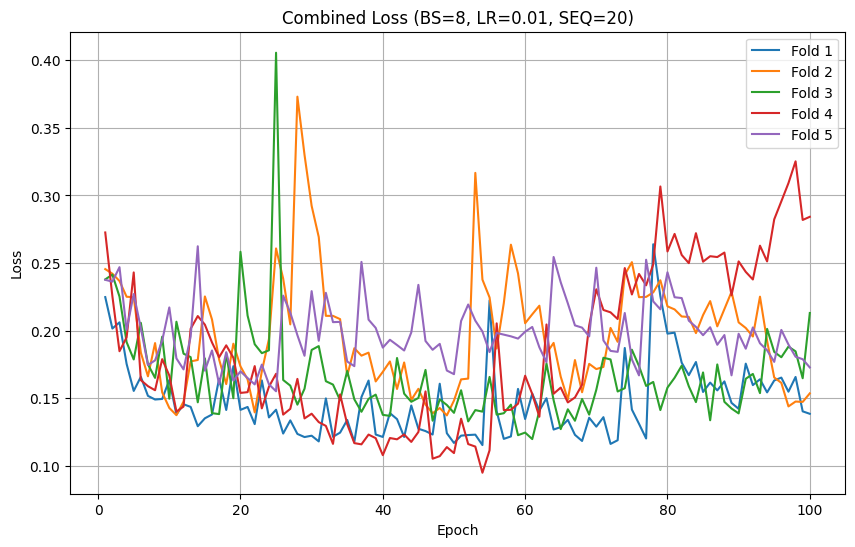 Combined Loss (BS=8, LR=0.01, SEQ=20)
Fold 1
Fold 2
Fold 3
Fold 4
Fold 5
Loss
0.40
0.35
0.30
0.25
0.20
0.15
0.10
0
20
40
60
80
100
Epoch